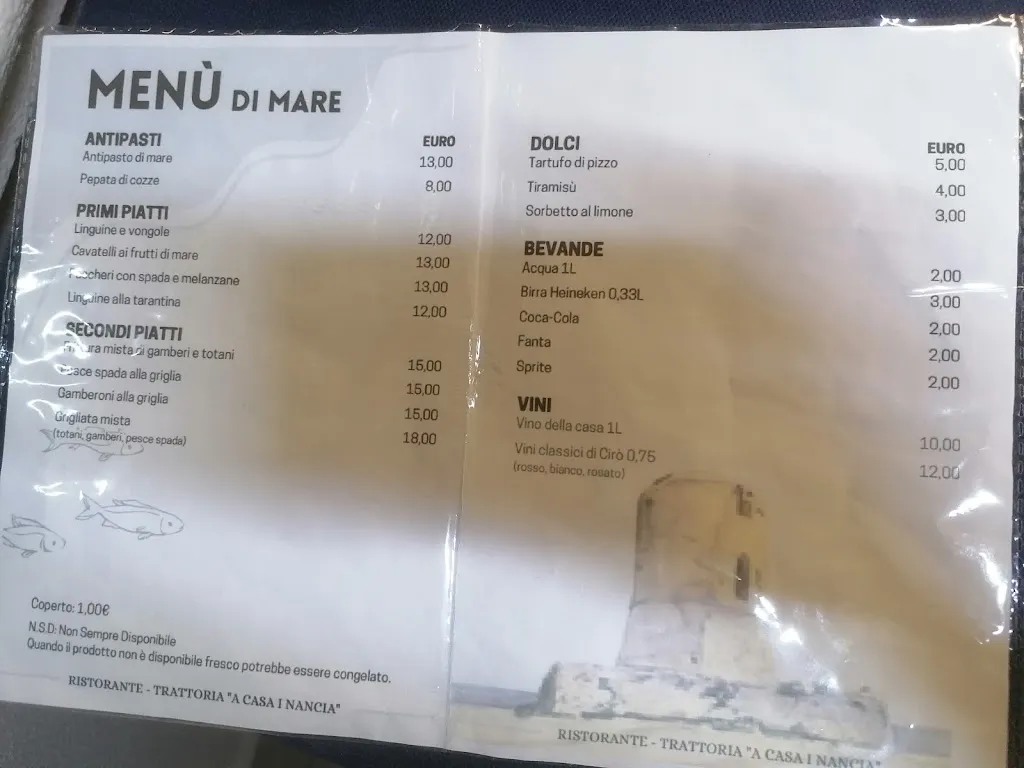 MENÙ DI MARE
ANTIPASTI EURO
Antipasto di mare 13,00
Pepata di cozze 8,00
PRIMI PIATTI
Linguine e vongole 12,00
Cavatelli ai frutti di mare 13,00
Paccheri con spada e melanzane 13,00
Linguine alla tarantina 12,00
SECONDI PIATTI
Frittura mista di gamberi e totani 15,00
Pesce spada alla griglia 15,00
Gamberoni alla griglia 15,00
Grigliata mista 18,00
(totani, gamberi, pesce spada)
Coperto: 1,00€
N.S.D: Non Sempre Disponibile
Quando il prodotto non è disponibile fresco potrebbe essere congelato.
RISTORANTE - TRATTORIA "A CASA I NANCIA"
DOLCI EURO
Tartufo di pizzo 5,00
Tiramisù 4,00
Sorbetto al limone 3,00
BEVANDE
Acqua 1L 2,00
Birra Heineken 0,33L 3,00
Coca-Cola 2,00
Fanta 2,00
Sprite 2,00
VINI
Vino della casa 1L 10,00
Vini classici di Cirò 0,75 12,00
(rosso, bianco, rosato)
RISTORANTE - TRATTORIA "A CASA I NANCIA"